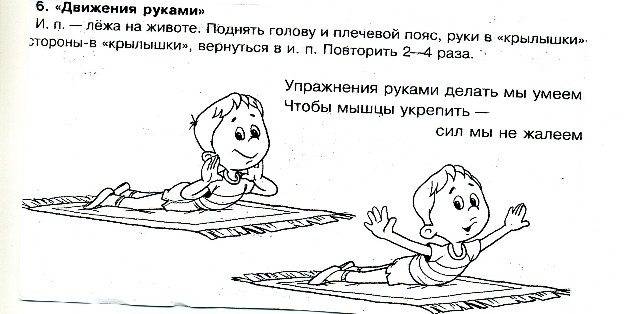 6. «Движения руками»
И. п. — лёжа на животе. Поднять голову и плечевой пояс, руки в «крылышки»-
стороны-в «крылышки», вернуться в и. п. Повторить 2—4 раза.
Упражнения руками делать мы умеем
Чтобы мышцы укрепить —
сил мы не жалеем